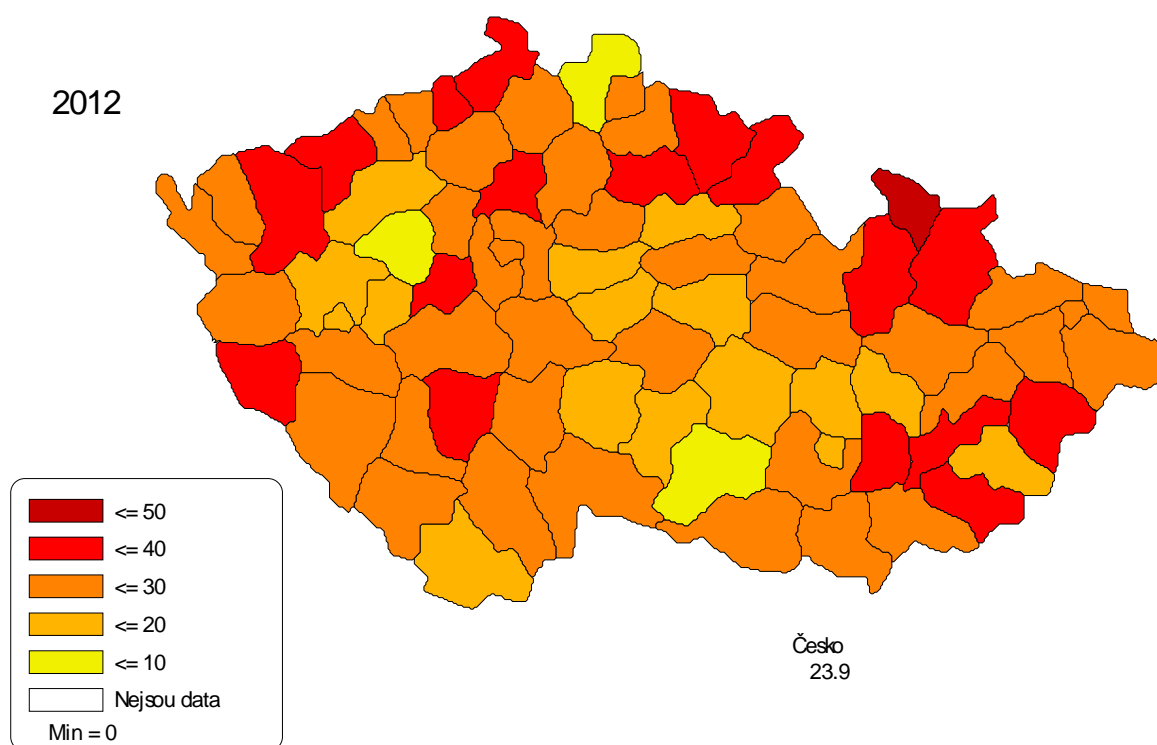 2012
<= 50
<= 40
<= 30
<= 20
<= 10
Nejsou data
Min = 0
Česko
23.9